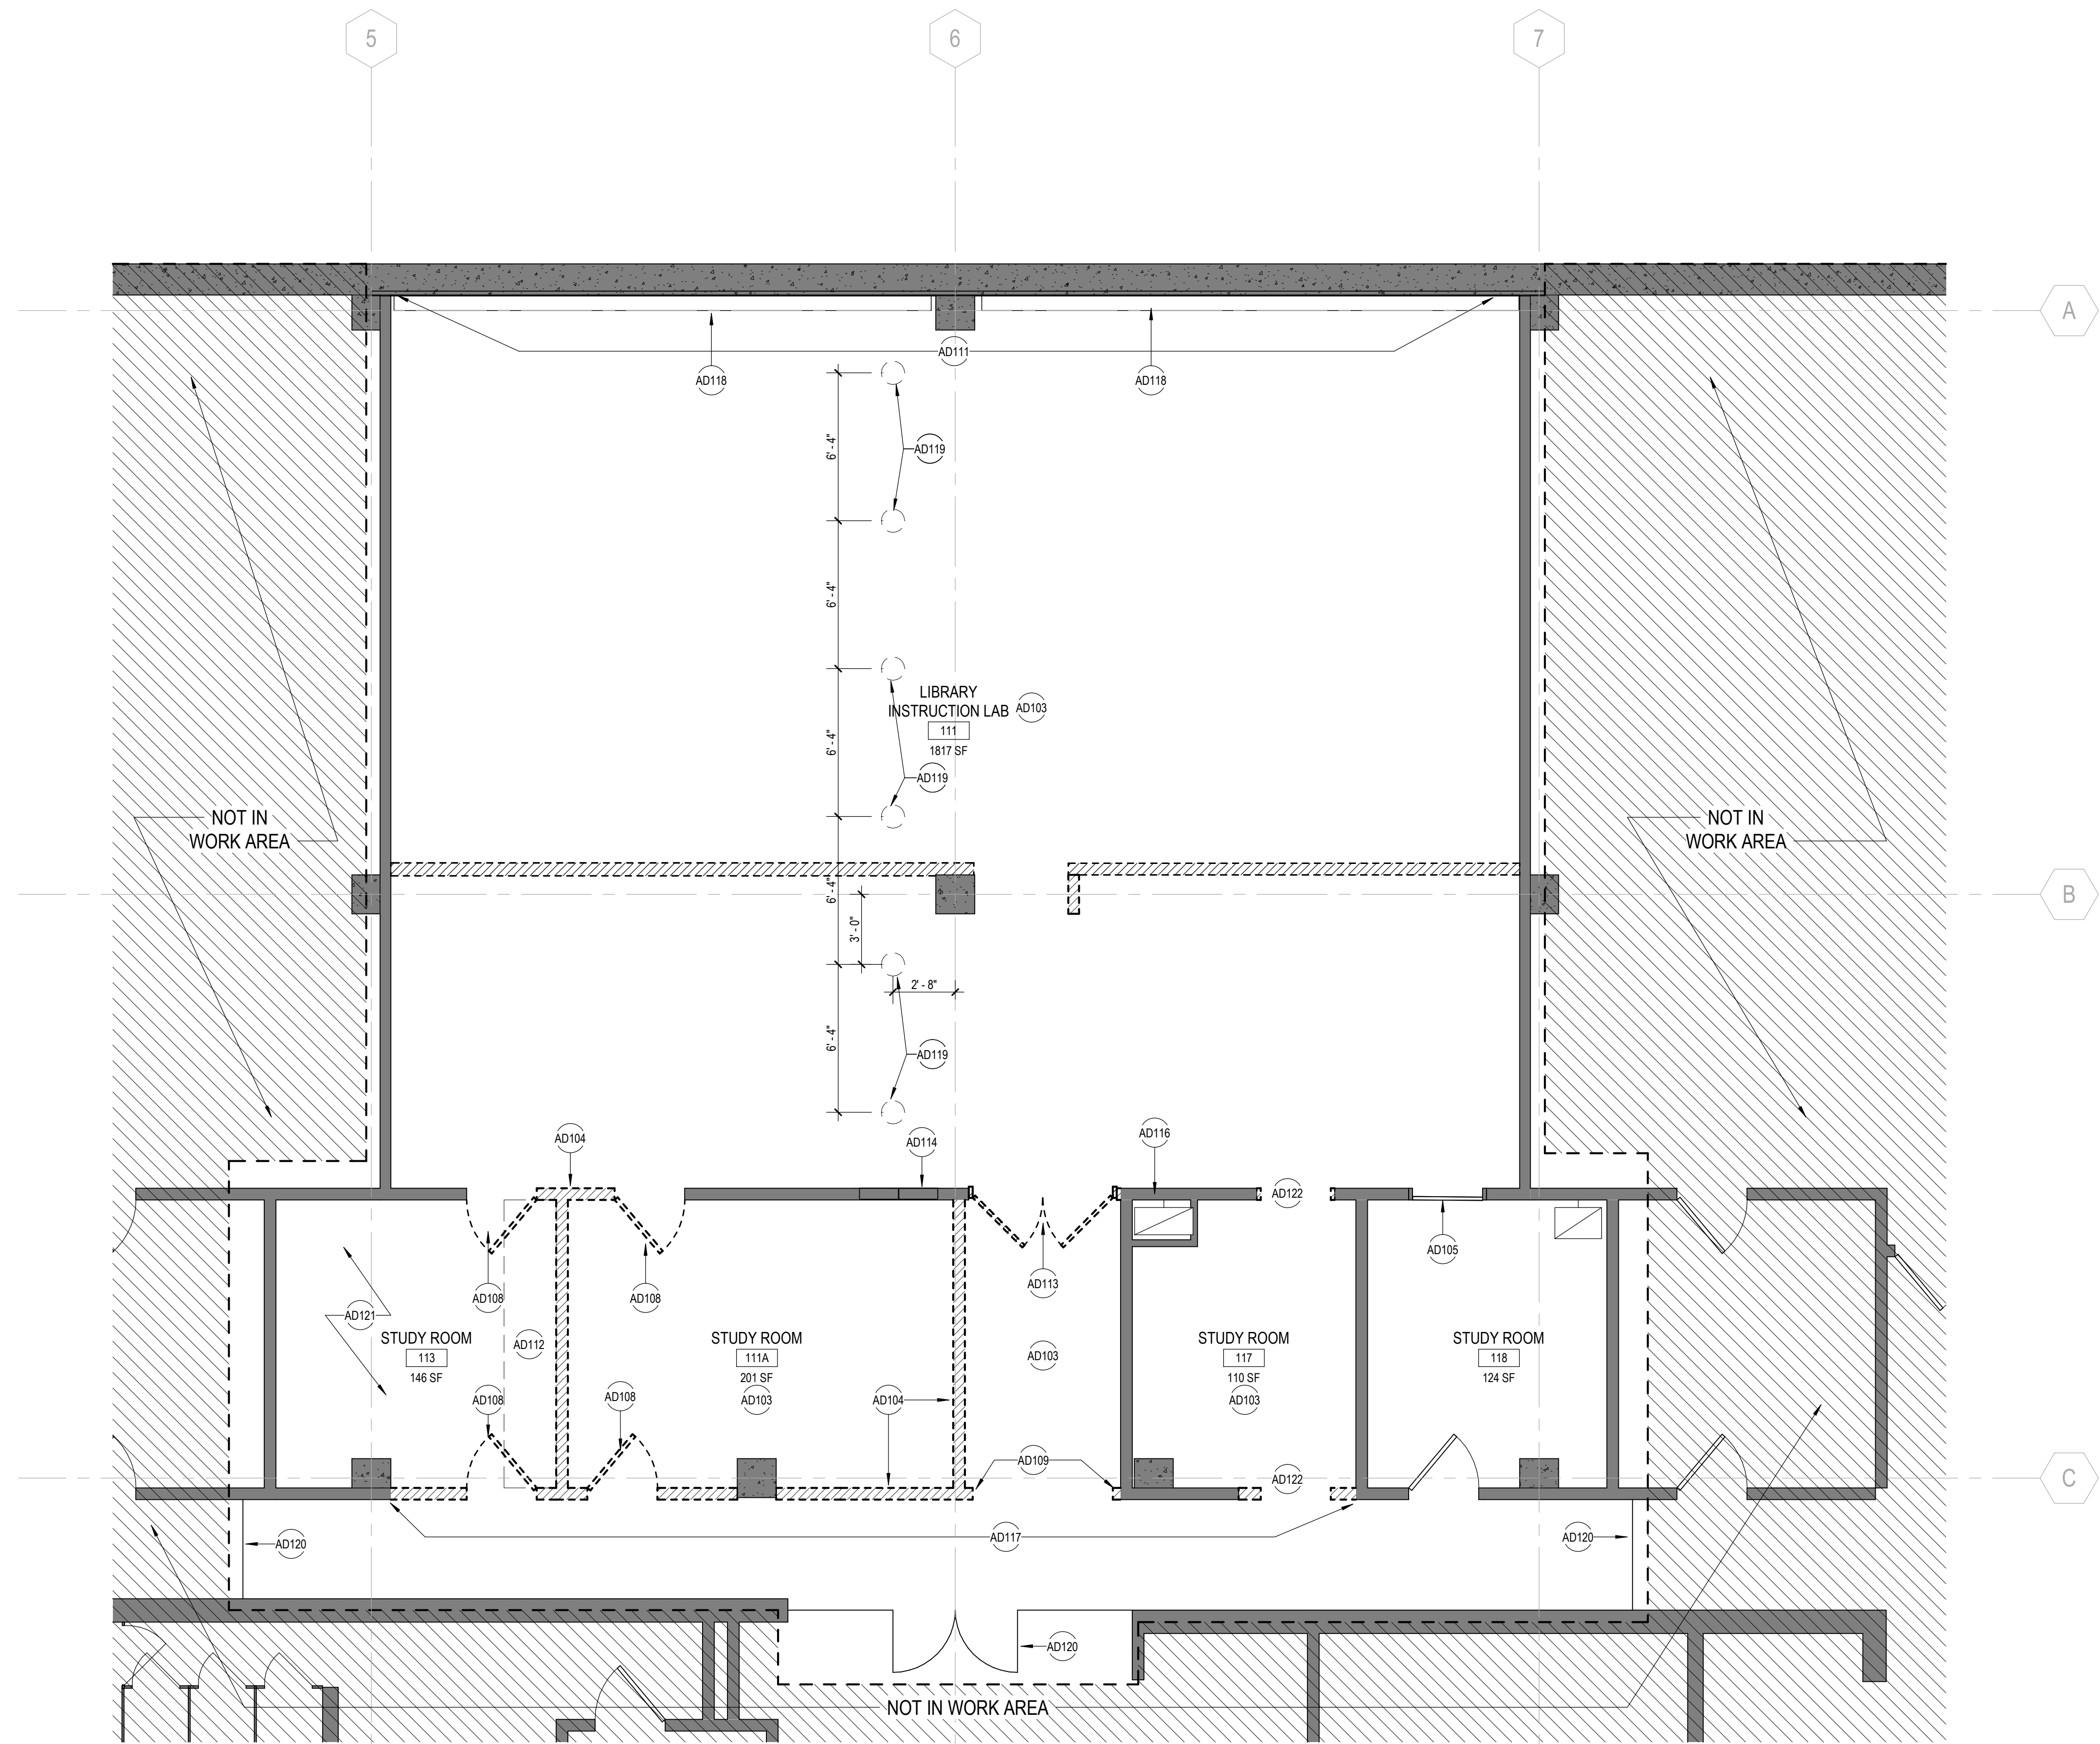 5
6
7
A
AD111
AD118
AD118
6' - 4"
AD119
6' - 4"
LIBRARY
INSTRUCTION LAB
AD103
111
1817 SF
6' - 4"
AD119
NOT IN
WORK AREA
NOT IN
WORK AREA
6' - 4"
B
3' - 0"
2' - 8"
6' - 4"
AD119
AD104
AD114
AD116
AD122
AD105
AD108
AD108
AD113
AD121
AD112
STUDY ROOM
113
146 SF
STUDY ROOM
111A
201 SF
AD103
AD103
STUDY ROOM
117
110 SF
AD103
STUDY ROOM
118
124 SF
AD108
AD108
AD104
AD109
AD122
C
AD120
AD117
AD120
AD120
NOT IN WORK AREA